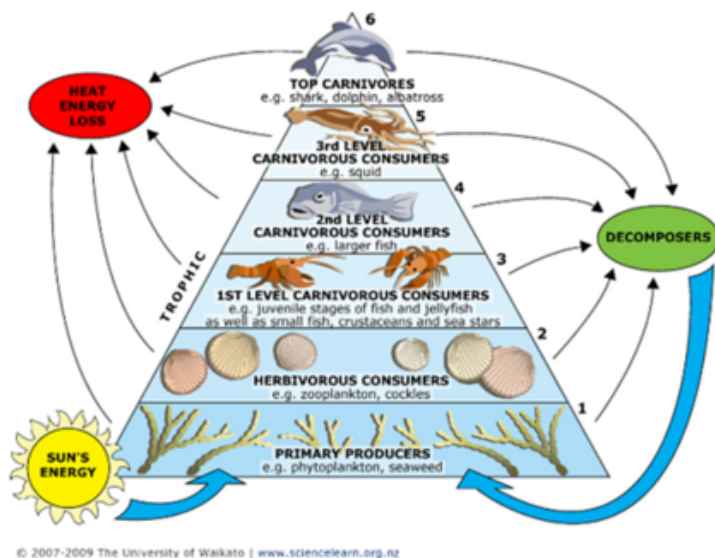 6
TOP CARNIVORES
e.g. shark, dolphin, albatross
HEAT
ENERGY
LOSS
5
3rd LEVEL
CARNIVOROUS CONSUMERS
e.g. squid
4
2nd LEVEL
CARNIVOROUS CONSUMERS
e.g. larger fish
DECOMPOSERS
TROPHIC
3
1ST LEVEL CARNIVOROUS CONSUMERS
e.g. juvenile stages of fish and jellyfish
as well as small fish, crustaceans and sea stars
2
HERBIVOROUS CONSUMERS
e.g. zooplankton, cockles
1
SUN'S
ENERGY
PRIMARY PRODUCERS
e.g. phytoplankton, seaweed
© 2007-2009 The University of Waikato | www.sciencelearn.org.nz